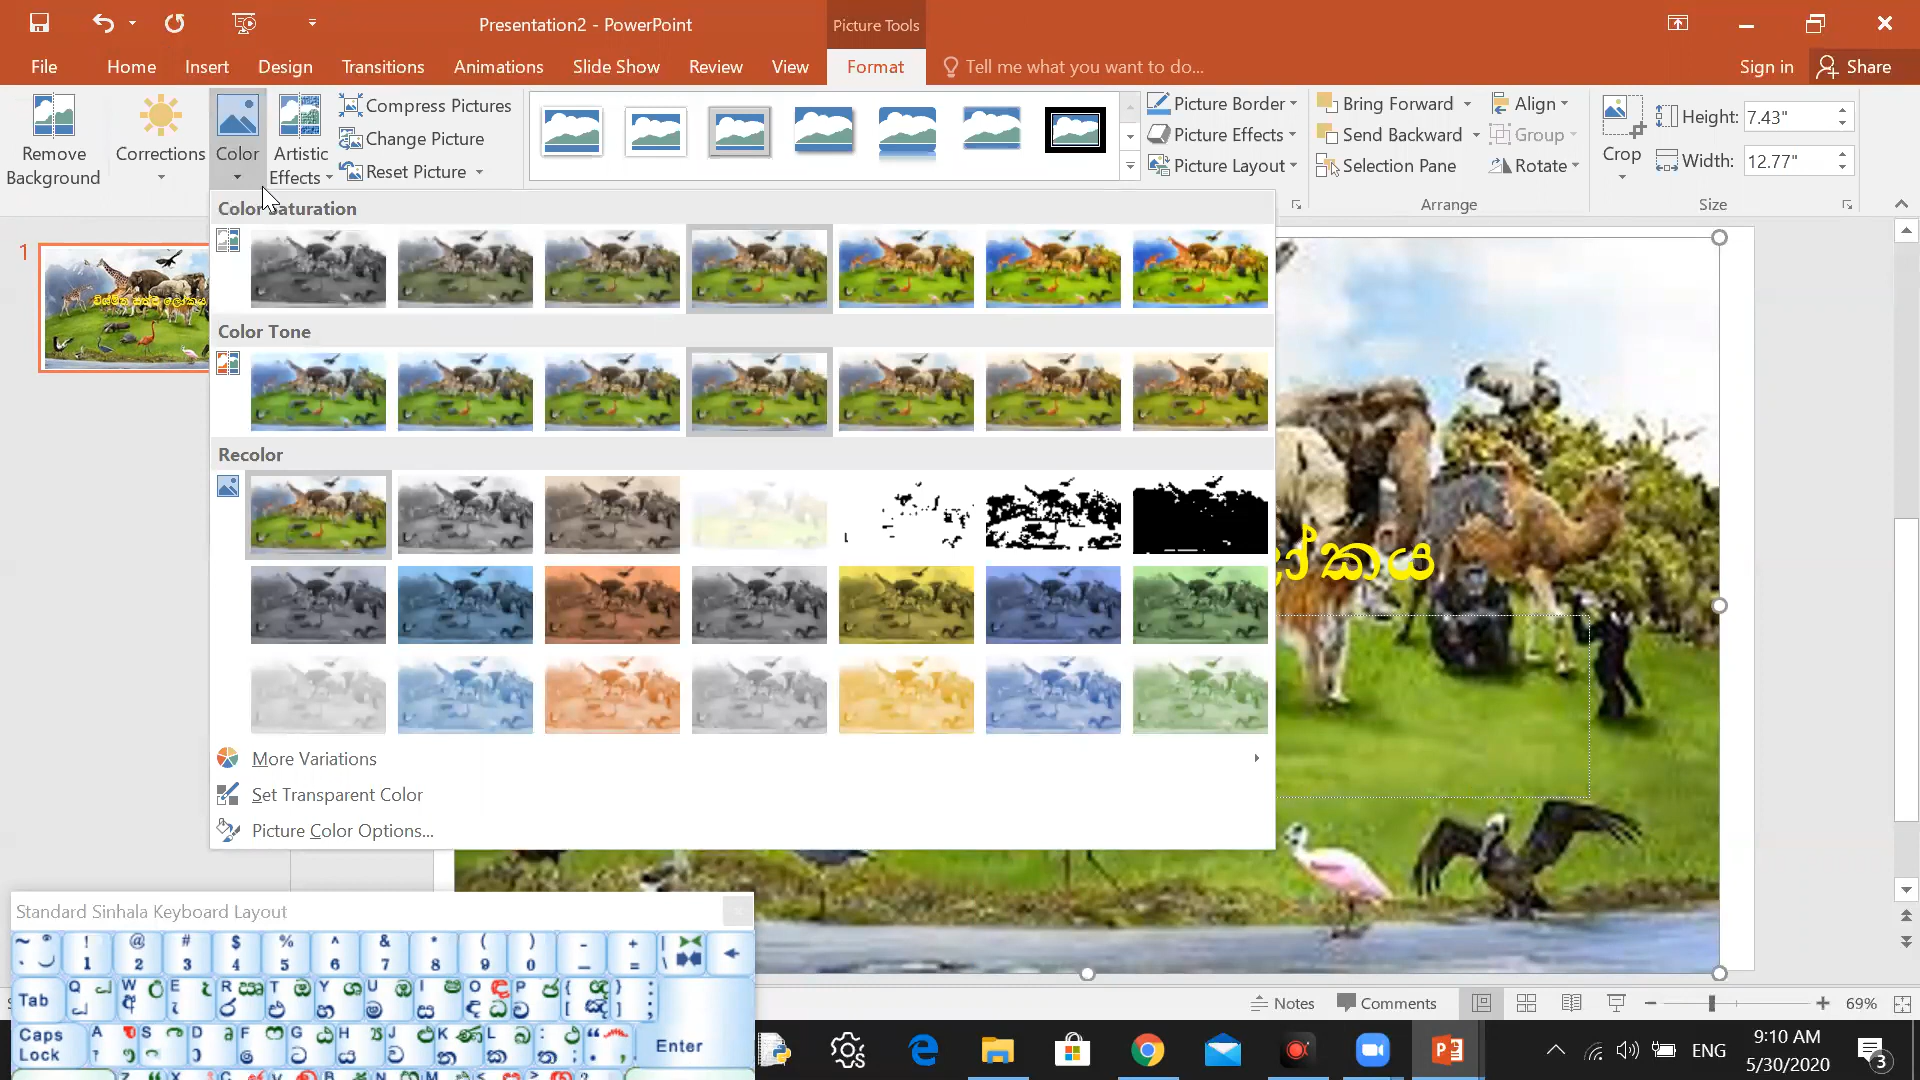 Presentation2 - PowerPoint
Picture Tools
File
Home
Insert
Design
Transitions
Animations
Slide Show
Review
View
Format
Tell me what you want to do...
Sign in
Share
Remove Background
Corrections
Color
Artistic Effects
Compress Pictures
Change Picture
Reset Picture
Picture Border
Picture Effects
Picture Layout
Bring Forward
Send Backward
Selection Pane
Align
Group
Rotate
Crop
Height: 7.43"
Width: 12.77"
Arrange
Size
Color Saturation
Color Tone
Recolor
More Variations
Set Transparent Color
Picture Color Options...
1
විශ්මිත සත්ව ලෝකය
Standard Sinhala Keyboard Layout
Tab
Caps Lock
Enter
Notes
Comments
69%
ENG
9:10 AM
5/30/2020
3